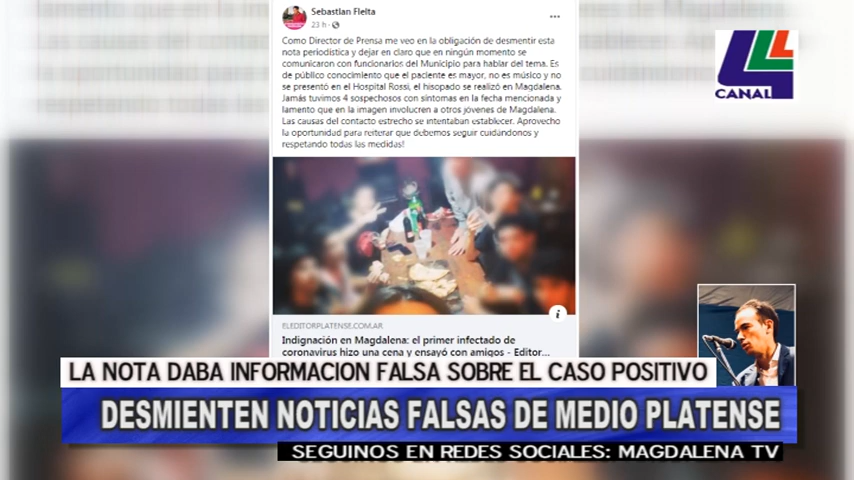 Sebastian Fleita
23 h
Como Director de Prensa me veo en la obligación de desmentir esta
nota periodística y dejar en claro que en ningún momento se
comunicaron con funcionarios del Municipio para hablar del tema. Es
de público conocimiento que el paciente es mayor, no es músico y no
se presentó en el Hospital Rossi, el hisopado se realizó en Magdalena.
Jamás tuvimos 4 sospechosos con síntomas en la fecha mencionada y
lamento que en la imagen involucren a otros jóvenes de Magdalena.
Las causas del contacto estrecho se intentaban establecer. Aprovecho
la oportunidad para reiterar que debemos seguir cuidándonos y
respetando todas las medidas!
CANAL
ELEDITORPLATENSE.COM.AR
Indignación en Magdalena: el primer infectado de
coronavirus hizo una cena y ensayó con amigos - Editor...
LA NOTA DABA INFORMACION FALSA SOBRE EL CASO POSITIVO
DESMIENTEN NOTICIAS FALSAS DE MEDIO PLATENSE
SEGUINOS EN REDES SOCIALES: MAGDALENA TV